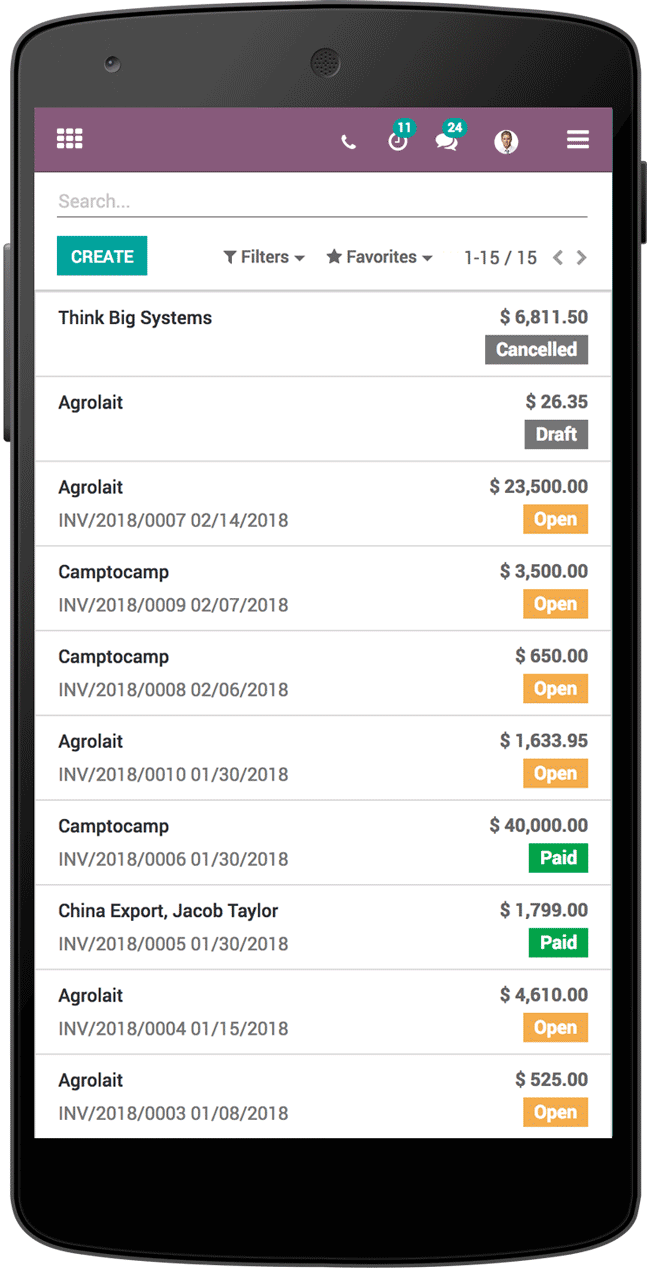 11
24
Search...
CREATE Filters Favorites 1-15 / 15
Think Big Systems $ 6,811.50
Cancelled
Agrolait $ 26.35
Draft
Agrolait $ 23,500.00
INV/2018/0007 02/14/2018 Open
Camptocamp $ 3,500.00
INV/2018/0009 02/07/2018 Open
Camptocamp $ 650.00
INV/2018/0008 02/06/2018 Open
Agrolait $ 1,633.95
INV/2018/0010 01/30/2018 Open
Camptocamp $ 40,000.00
INV/2018/0006 01/30/2018 Paid
China Export, Jacob Taylor $ 1,799.00
INV/2018/0005 01/30/2018 Paid
Agrolait $ 4,610.00
INV/2018/0004 01/15/2018 Open
Agrolait $ 525.00
INV/2018/0003 01/08/2018 Open